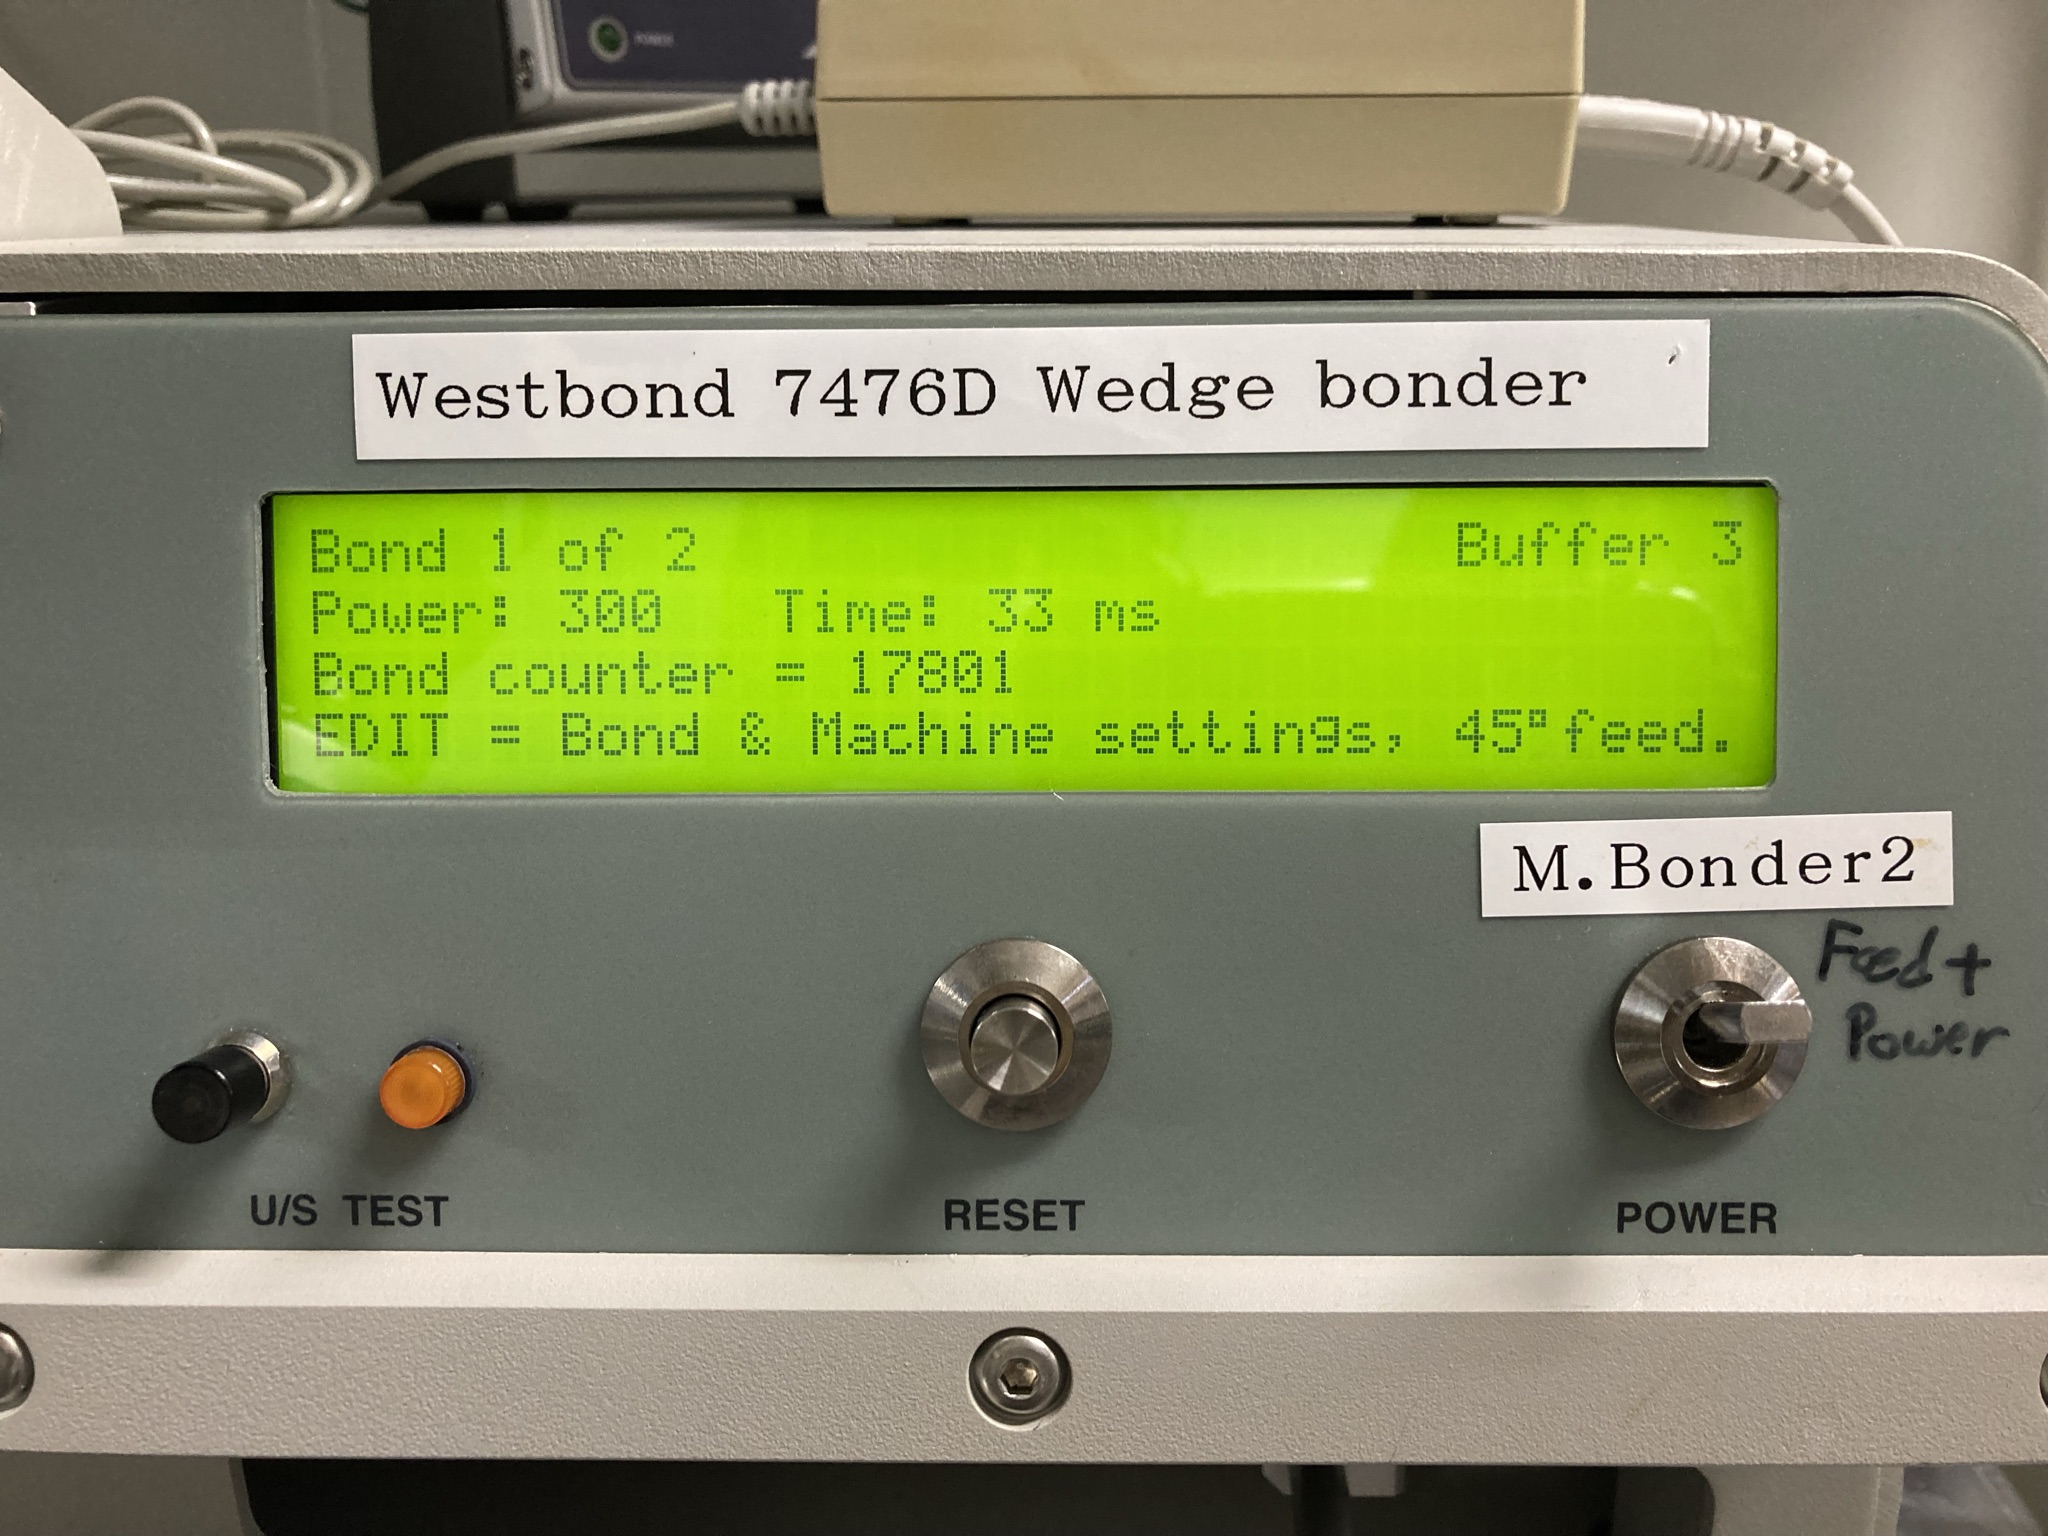 POWER
Westbond 7476D Wedge bonder
Bond 1 of 2 Buffer 3
Power: 300 Time: 33 ms
Bond counter = 17801
EDIT = Bond & Machine settings, 45° feed.
M.Bonder2
Feed +
Power
U/S TEST
RESET
POWER